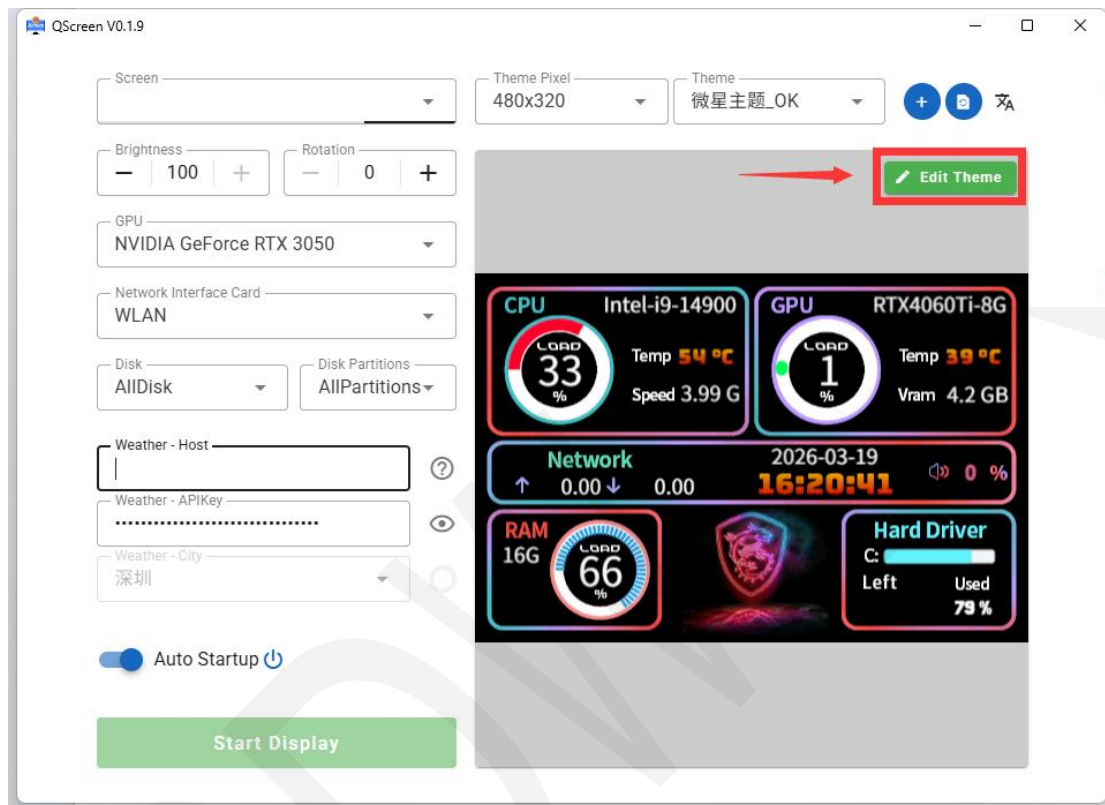 QScreen V0.1.9
Screen
Theme Pixel
480x320
Theme
微星主题_OK
Brightness
100
Rotation
0
Edit Theme
GPU
NVIDIA GeForce RTX 3050
Network Interface Card
WLAN
Disk
AllDisk
Disk Partitions
AllPartitions
Weather - Host
Weather - APIKey
Weather - City
深圳
Auto Startup
Start Display
CPU Intel-i9-14900
LOAD
33
%
Temp 54 °C
Speed 3.99 G
GPU RTX4060Ti-8G
LOAD
1
%
Temp 39 °C
Vram 4.2 GB
Network
↑ 0.00 ↓ 0.00
2026-03-19
16:20:41
0 %
RAM
16G
LOAD
66
%
Hard Driver
C:
Left Used
79 %